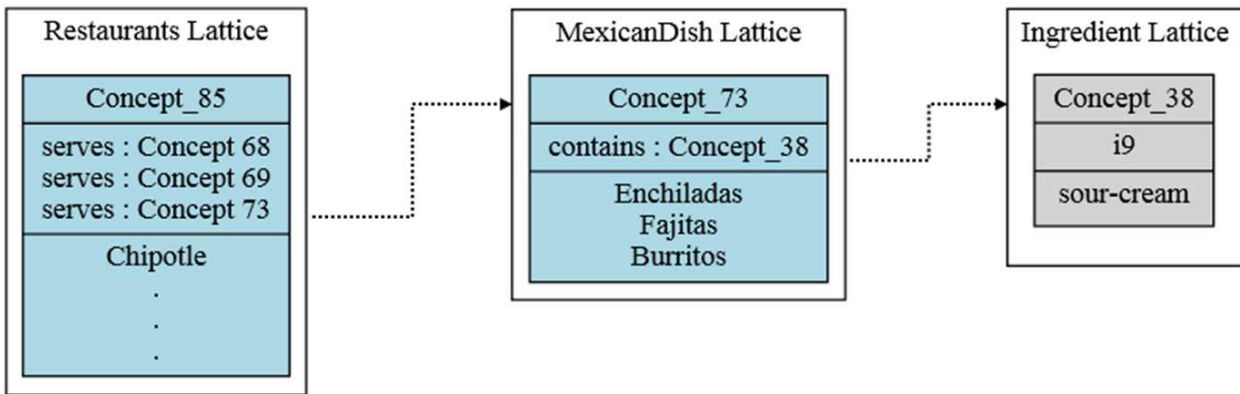 Restaurants Lattice
Concept_85
serves : Concept 68
serves : Concept 69
serves : Concept 73
Chipotle
.
.
.
MexicanDish Lattice
Concept_73
contains : Concept_38
Enchiladas
Fajitas
Burritos
Ingredient Lattice
Concept_38
i9
sour-cream